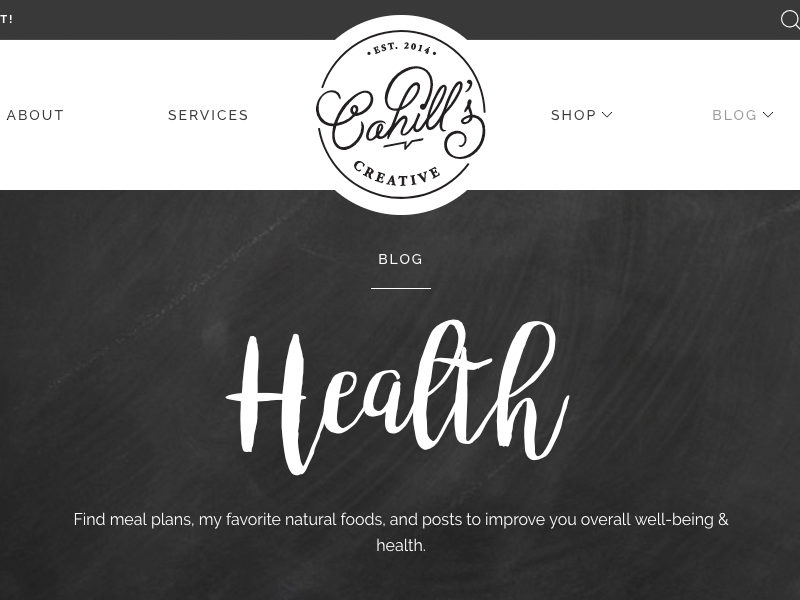 T!
• EST. 2014 •
Cahill's
CREATIVE
ABOUT
SERVICES
SHOP
BLOG
BLOG
Health
Find meal plans, my favorite natural foods, and posts to improve you overall well-being &
health.